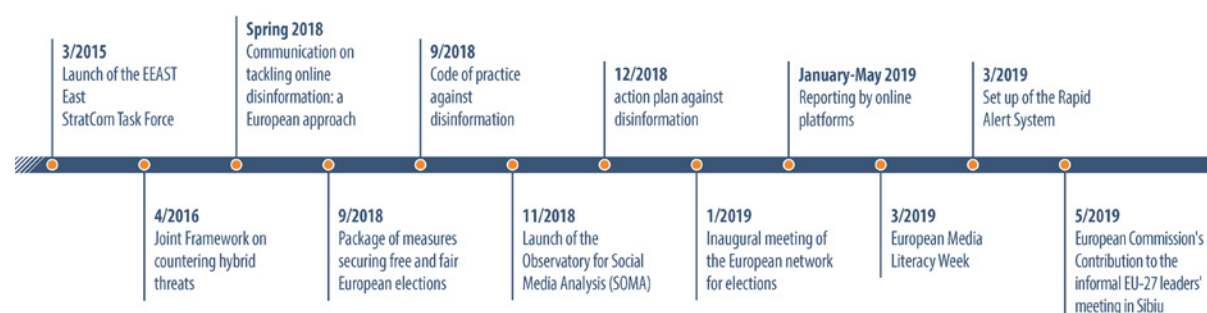 3/2015
Launch of the EEAST
East
StratCom Task Force
4/2016
Joint Framework on
countering hybrid
threats
Spring 2018
Communication on
tackling online
disinformation: a
European approach
9/2018
Package of measures
securing free and fair
European elections
9/2018
Code of practice
against
disinformation
11/2018
Launch of the
Observatory for Social
Media Analysis (SOMA)
12/2018
action plan against
disinformation
1/2019
Inaugural meeting of
the European network
for elections
January-May 2019
Reporting by online
platforms
3/2019
European Media
Literacy Week
3/2019
Set up of the Rapid
Alert System
5/2019
European Commission's
Contribution to the
informal EU-27 leaders'
meeting in Sibiu